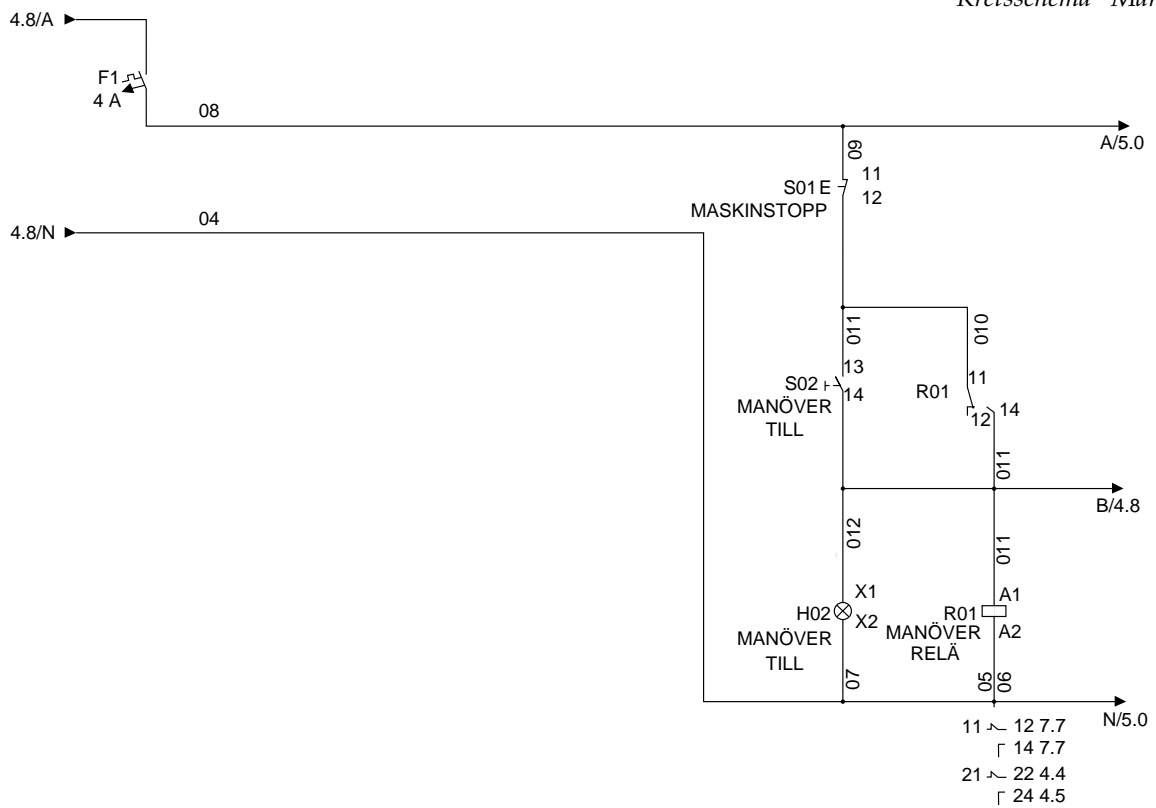 Kretsschema
4.8/A
F1
4 A
08
A/5.0
09
11
S01 E
12
MASKINSTOPP
04
4.8/N
011
010
13
11
S02
14
R01
MANÖVER
TILL
12
14
011
B/4.8
012
011
X1
A1
H02
X2
R01
A2
MANÖVER
TILL
MANÖVER
RELÄ
07
05
06
N/5.0
11 12 7.7
14 7.7
21 22 4.4
24 4.5